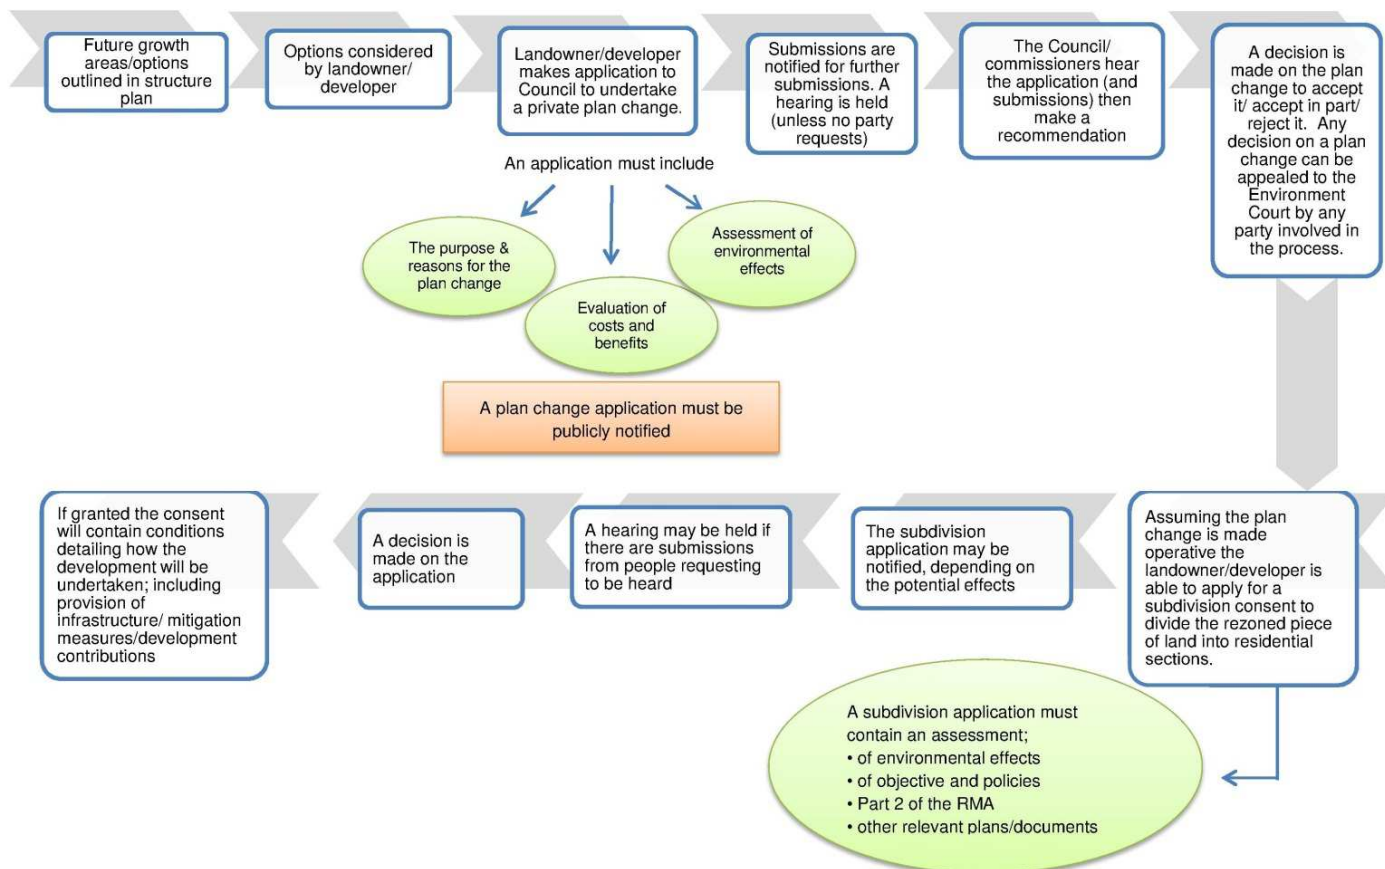 Future growth
areas/options
outlined in structure
plan
Options considered
by landowner/
developer
Landowner/developer
makes application to
Council to undertake
a private plan change.
Submissions are
notified for further
submissions. A
hearing is held
(unless no party
requests)
The Council/
commissioners hear
the application (and
submissions) then
make a
recommendation
A decision is
made on the plan
change to accept
it/ accept in part/
reject it. Any
decision on a plan
change can be
appealed to the
Environment
Court by any
party involved in
the process.
An application must include
The purpose &
reasons for the
plan change
Evaluation of
costs and
benefits
Assessment of
environmental
effects
A plan change application must be
publicly notified
Assuming the plan
change is made
operative the
landowner/developer is
able to apply for a
subdivision consent to
divide the rezoned piece
of land into residential
sections.
A subdivision application must
contain an assessment;
• of environmental effects
• of objective and policies
• Part 2 of the RMA
• other relevant plans/documents
The subdivision
application may be
notified, depending on
the potential effects
A hearing may be held if
there are submissions
from people requesting
to be heard
A decision is
made on the
application
If granted the consent
will contain conditions
detailing how the
development will be
undertaken; including
provision of
infrastructure/ mitigation
measures/development
contributions